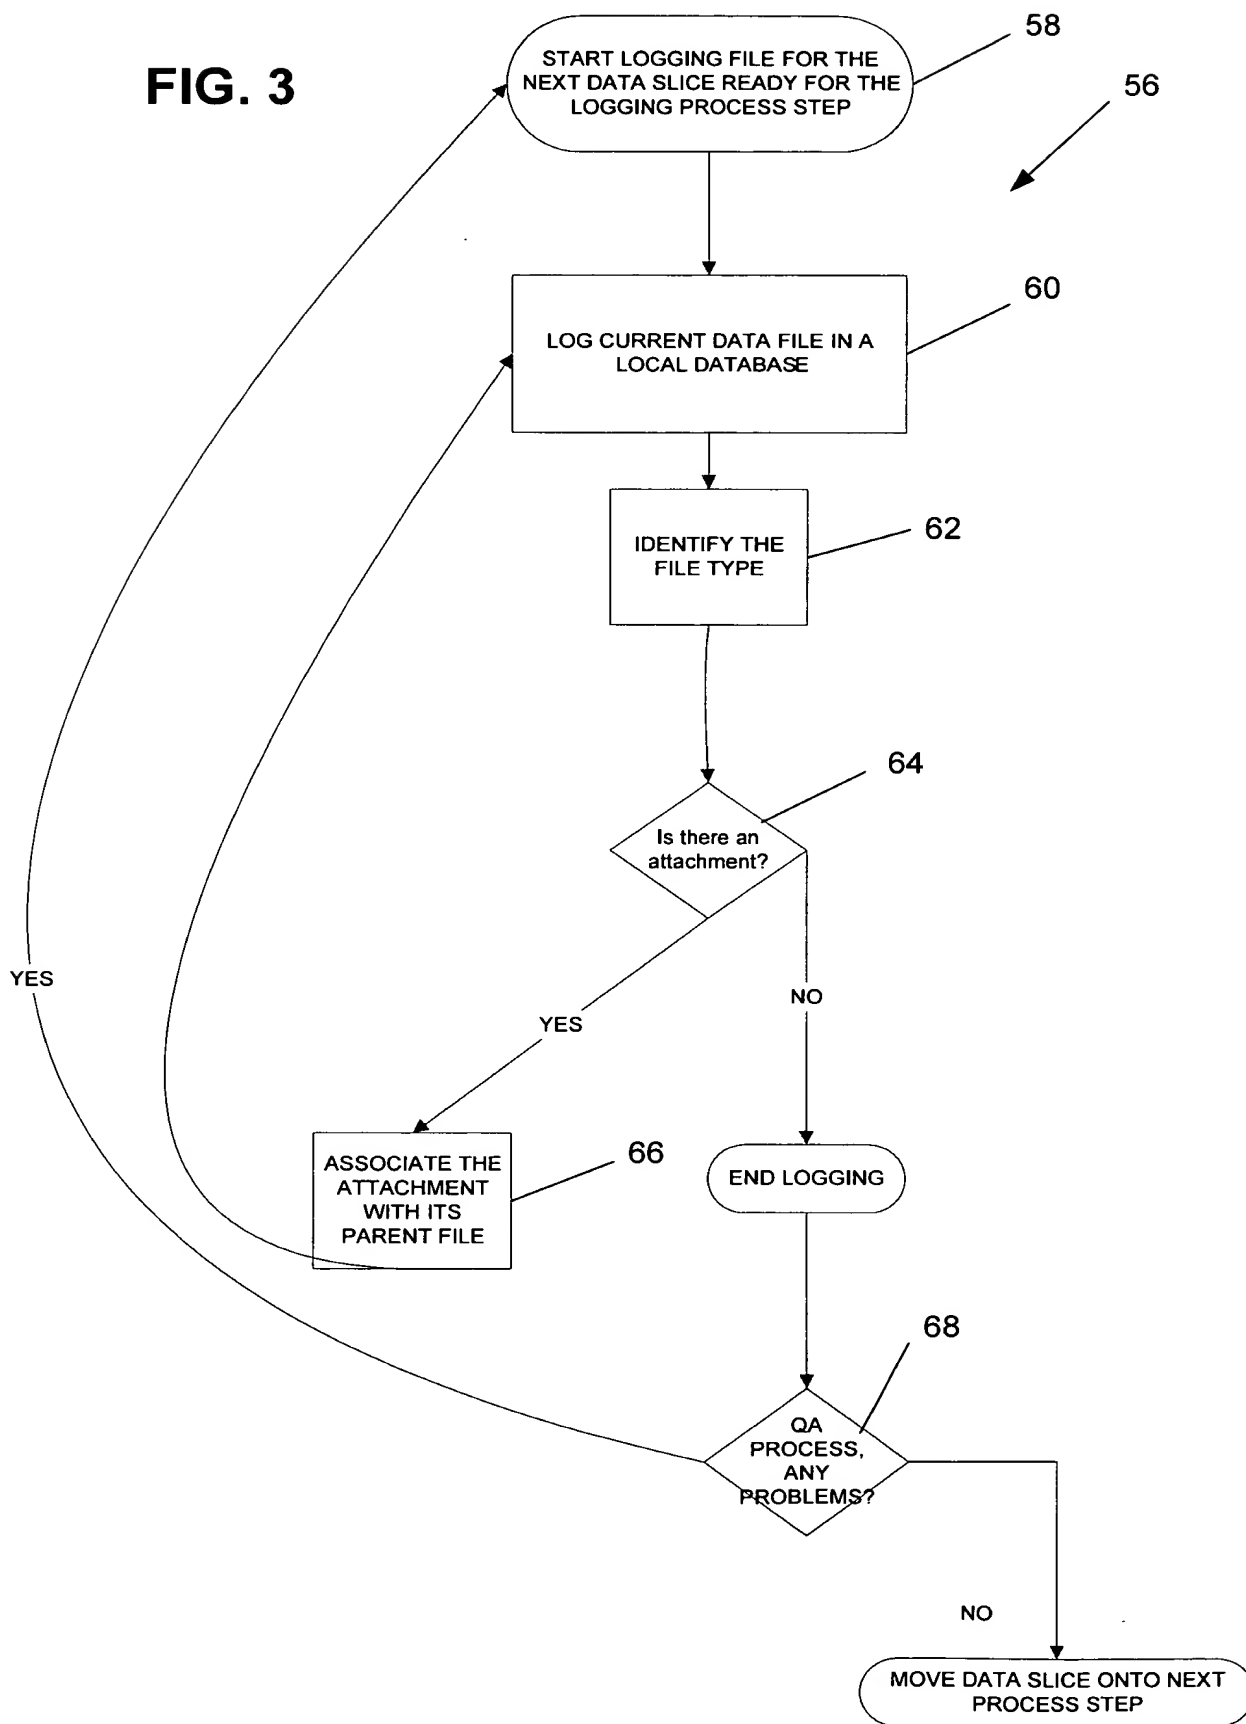 FIG. 3
START LOGGING FILE FOR THE
NEXT DATA SLICE READY FOR THE
LOGGING PROCESS STEP
58
56
LOG CURRENT DATA FILE IN A
LOCAL DATABASE
60
IDENTIFY THE
FILE TYPE
62
Is there an
attachment?
64
YES
NO
YES
ASSOCIATE THE
ATTACHMENT
WITH ITS
PARENT FILE
66
END LOGGING
QA
PROCESS,
ANY
PROBLEMS?
68
NO
MOVE DATA SLICE ONTO NEXT
PROCESS STEP